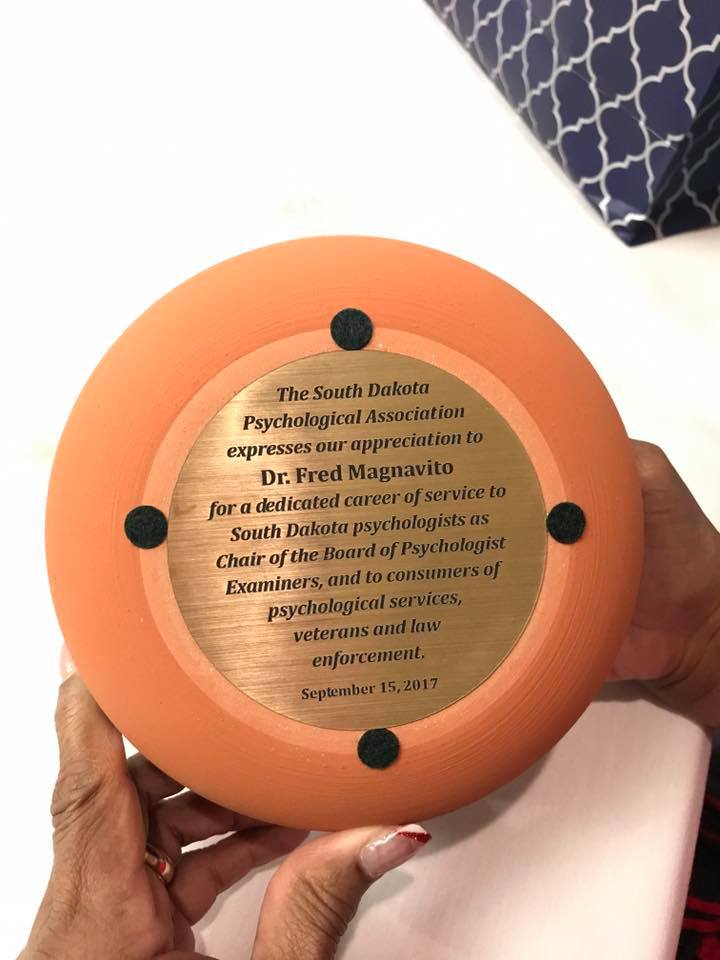 The South Dakota
Psychological Association
expresses our appreciation to
Dr. Fred Magnavito
for a dedicated career of service to
South Dakota psychologists as
Chair of the Board of Psychologist
Examiners, and to consumers of
psychological services,
veterans and law
enforcement.
September 15, 2017